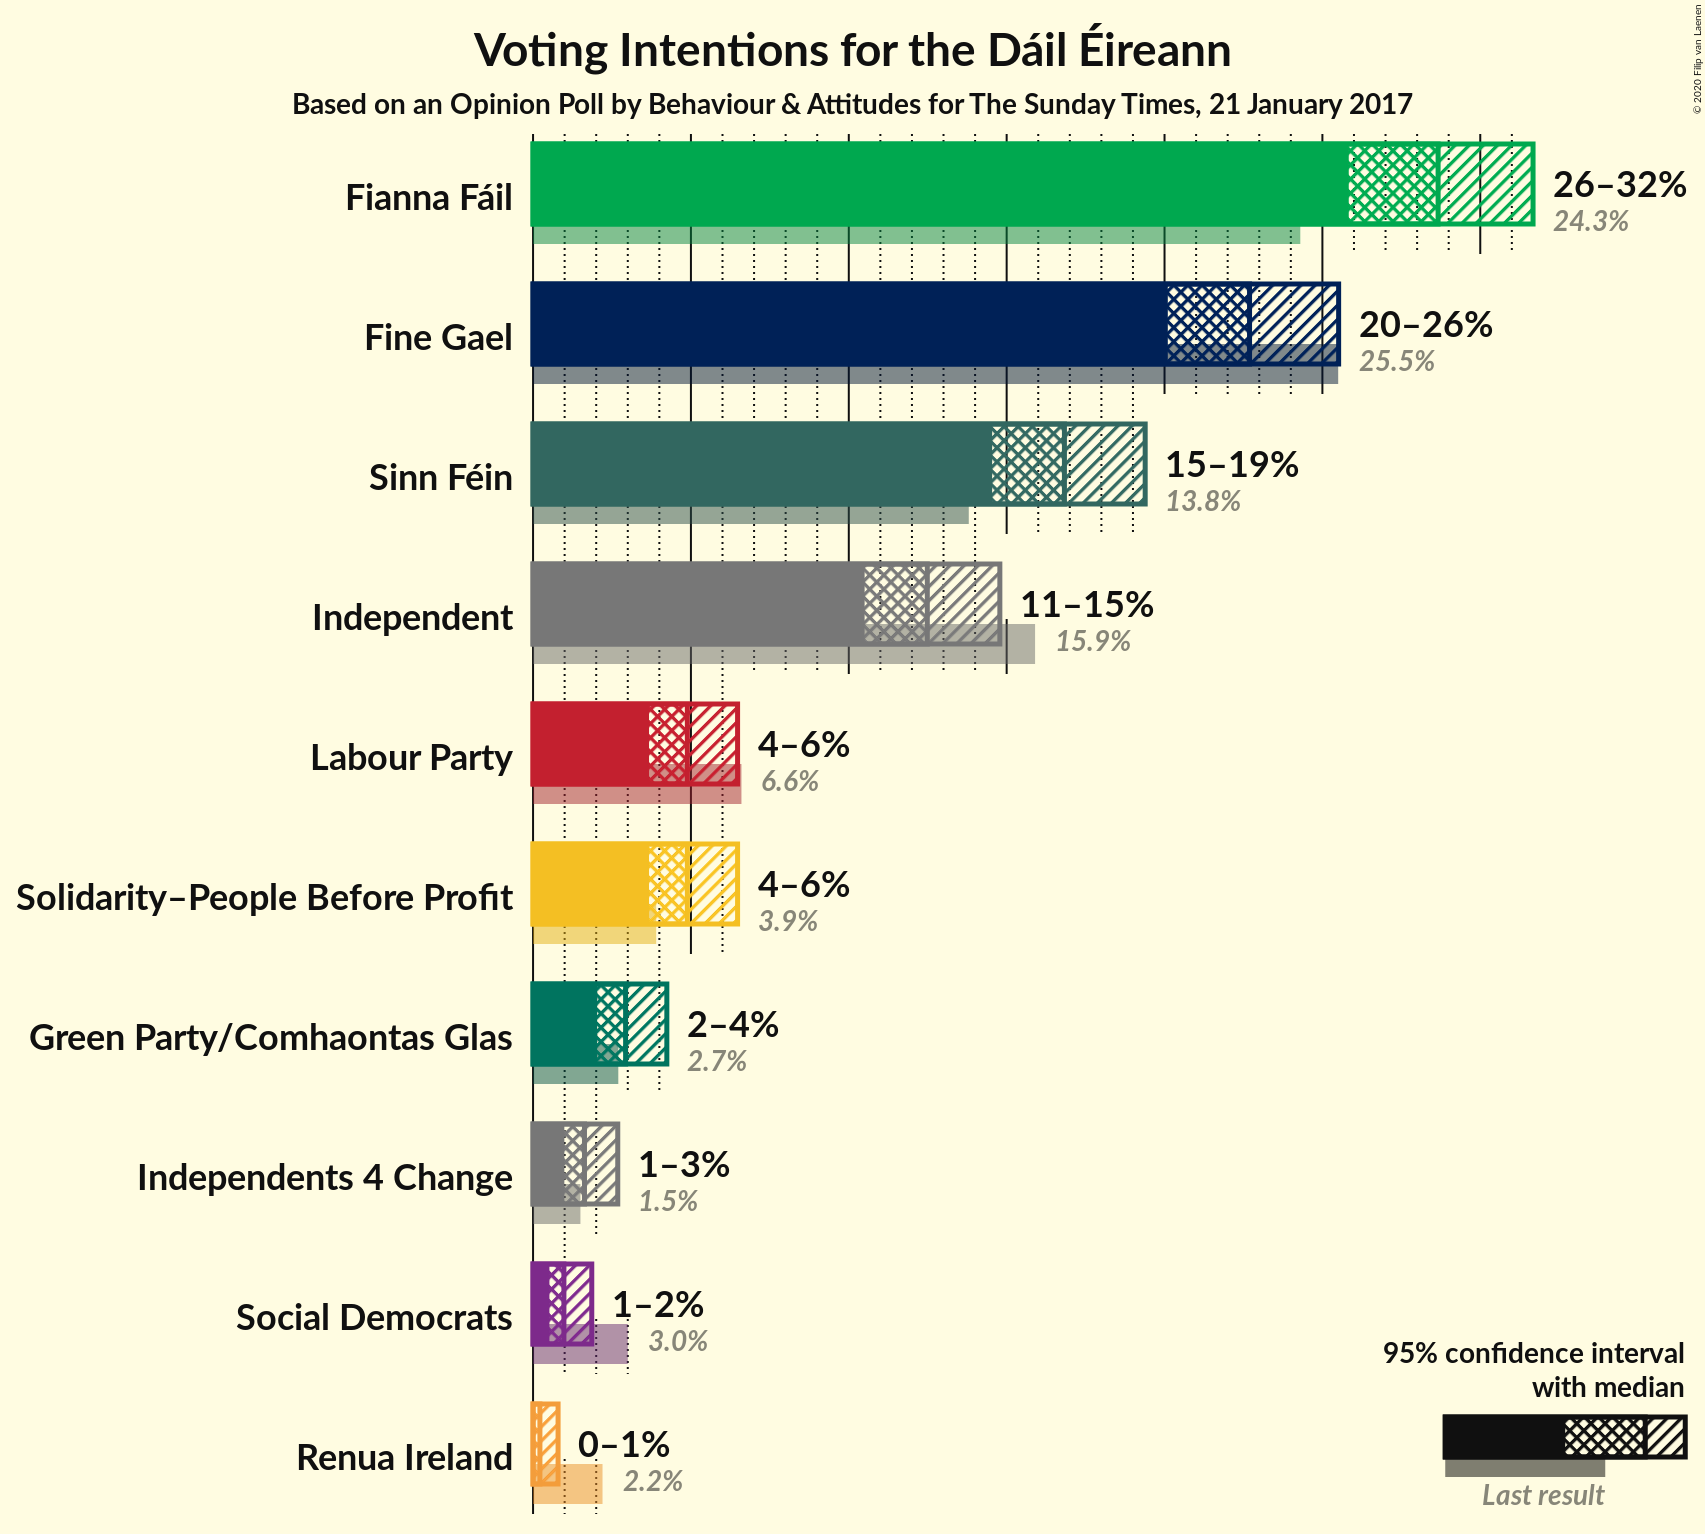 Voting Intentions for the Dáil Éireann
Based on an Opinion Poll by Behaviour & Attitudes for The Sunday Times, 21 January 2017
© 2020 Filip van Laenen
Fianna Fáil
26–32%
24.3%
Fine Gael
20–26%
25.5%
Sinn Féin
15–19%
13.8%
Independent
11–15%
15.9%
Labour Party
4–6%
6.6%
Solidarity–People Before Profit
4–6%
3.9%
Green Party/Comhaontas Glas
2–4%
2.7%
Independents 4 Change
1–3%
1.5%
Social Democrats
1–2%
3.0%
Renua Ireland
0–1%
2.2%
95% confidence interval
with median
Last result